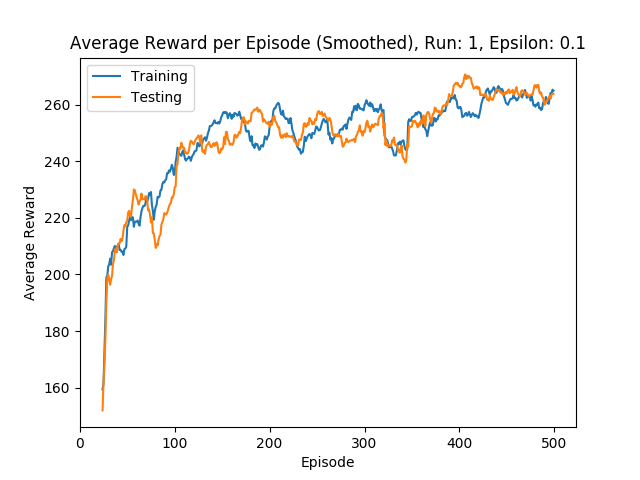 Average Reward per Episode (Smoothed), Run: 1, Epsilon: 0.1
Training
Testing
260
240
220
200
180
160
Average Reward
0 100 200 300 400 500
Episode